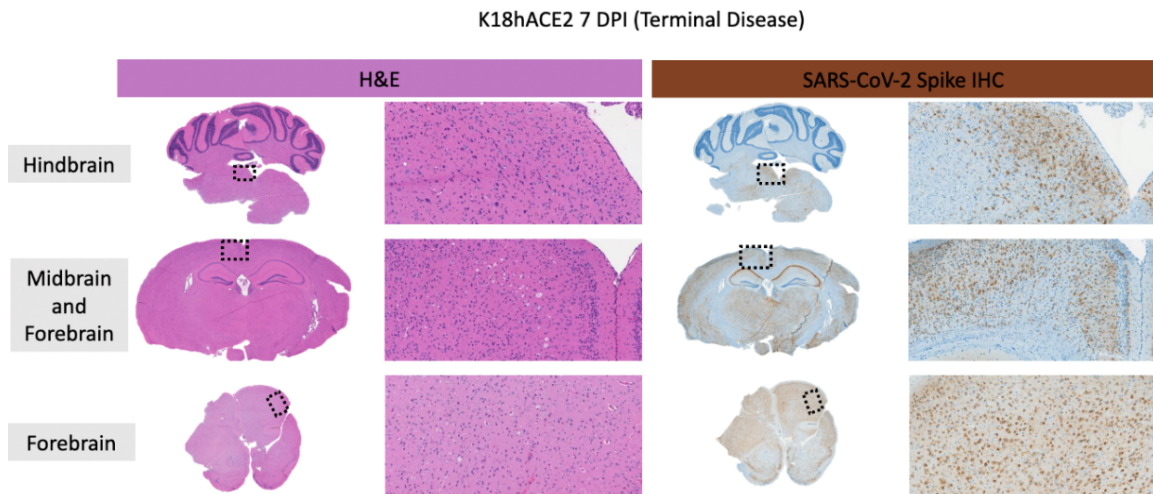 K18hACE2 7 DPI (Terminal Disease)
H&E
SARS-CoV-2 Spike IHC
Hindbrain
Midbrain
and
Forebrain
Forebrain